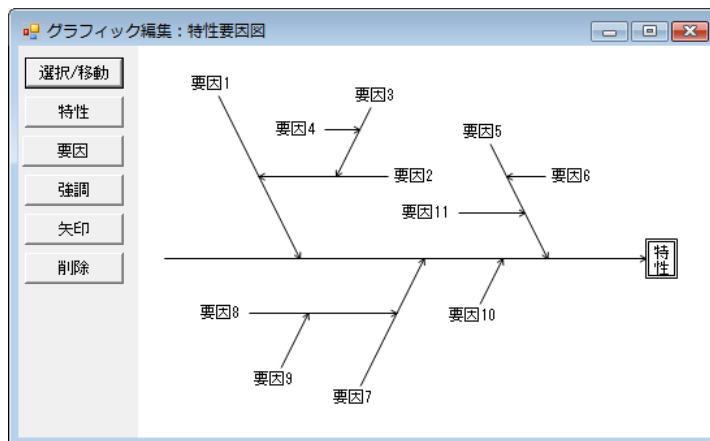 グラフィック編集：特性要因図
選択/移動
特性
要因
強調
矢印
削除
要因1
要因3
要因4
要因2
要因5
要因6
要因11
特性
要因8
要因10
要因9
要因7